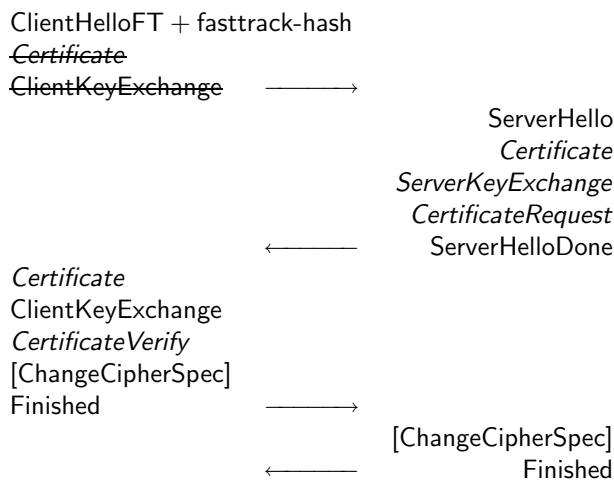 ClientHelloFT + fasttrack-hash
Certificate
ClientKeyExchange
ServerHello
Certificate
ServerKeyExchange
CertificateRequest
ServerHelloDone
Certificate
ClientKeyExchange
CertificateVerify
[ChangeCipherSpec]
Finished
[ChangeCipherSpec]
Finished